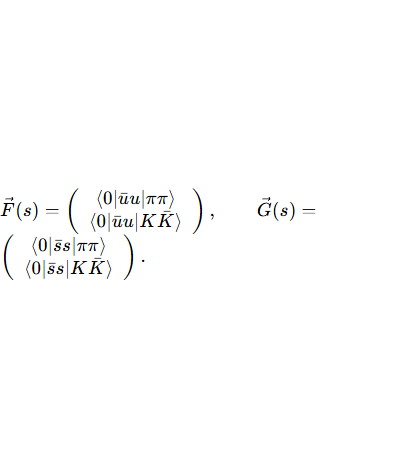 F⃗(s) = ( ⟨0|ūu|ππ⟩
⟨0|ūu|KK̄⟩ ) ,   G⃗(s) =
( ⟨0|s̄s|ππ⟩
⟨0|s̄s|KK̄⟩ ) .